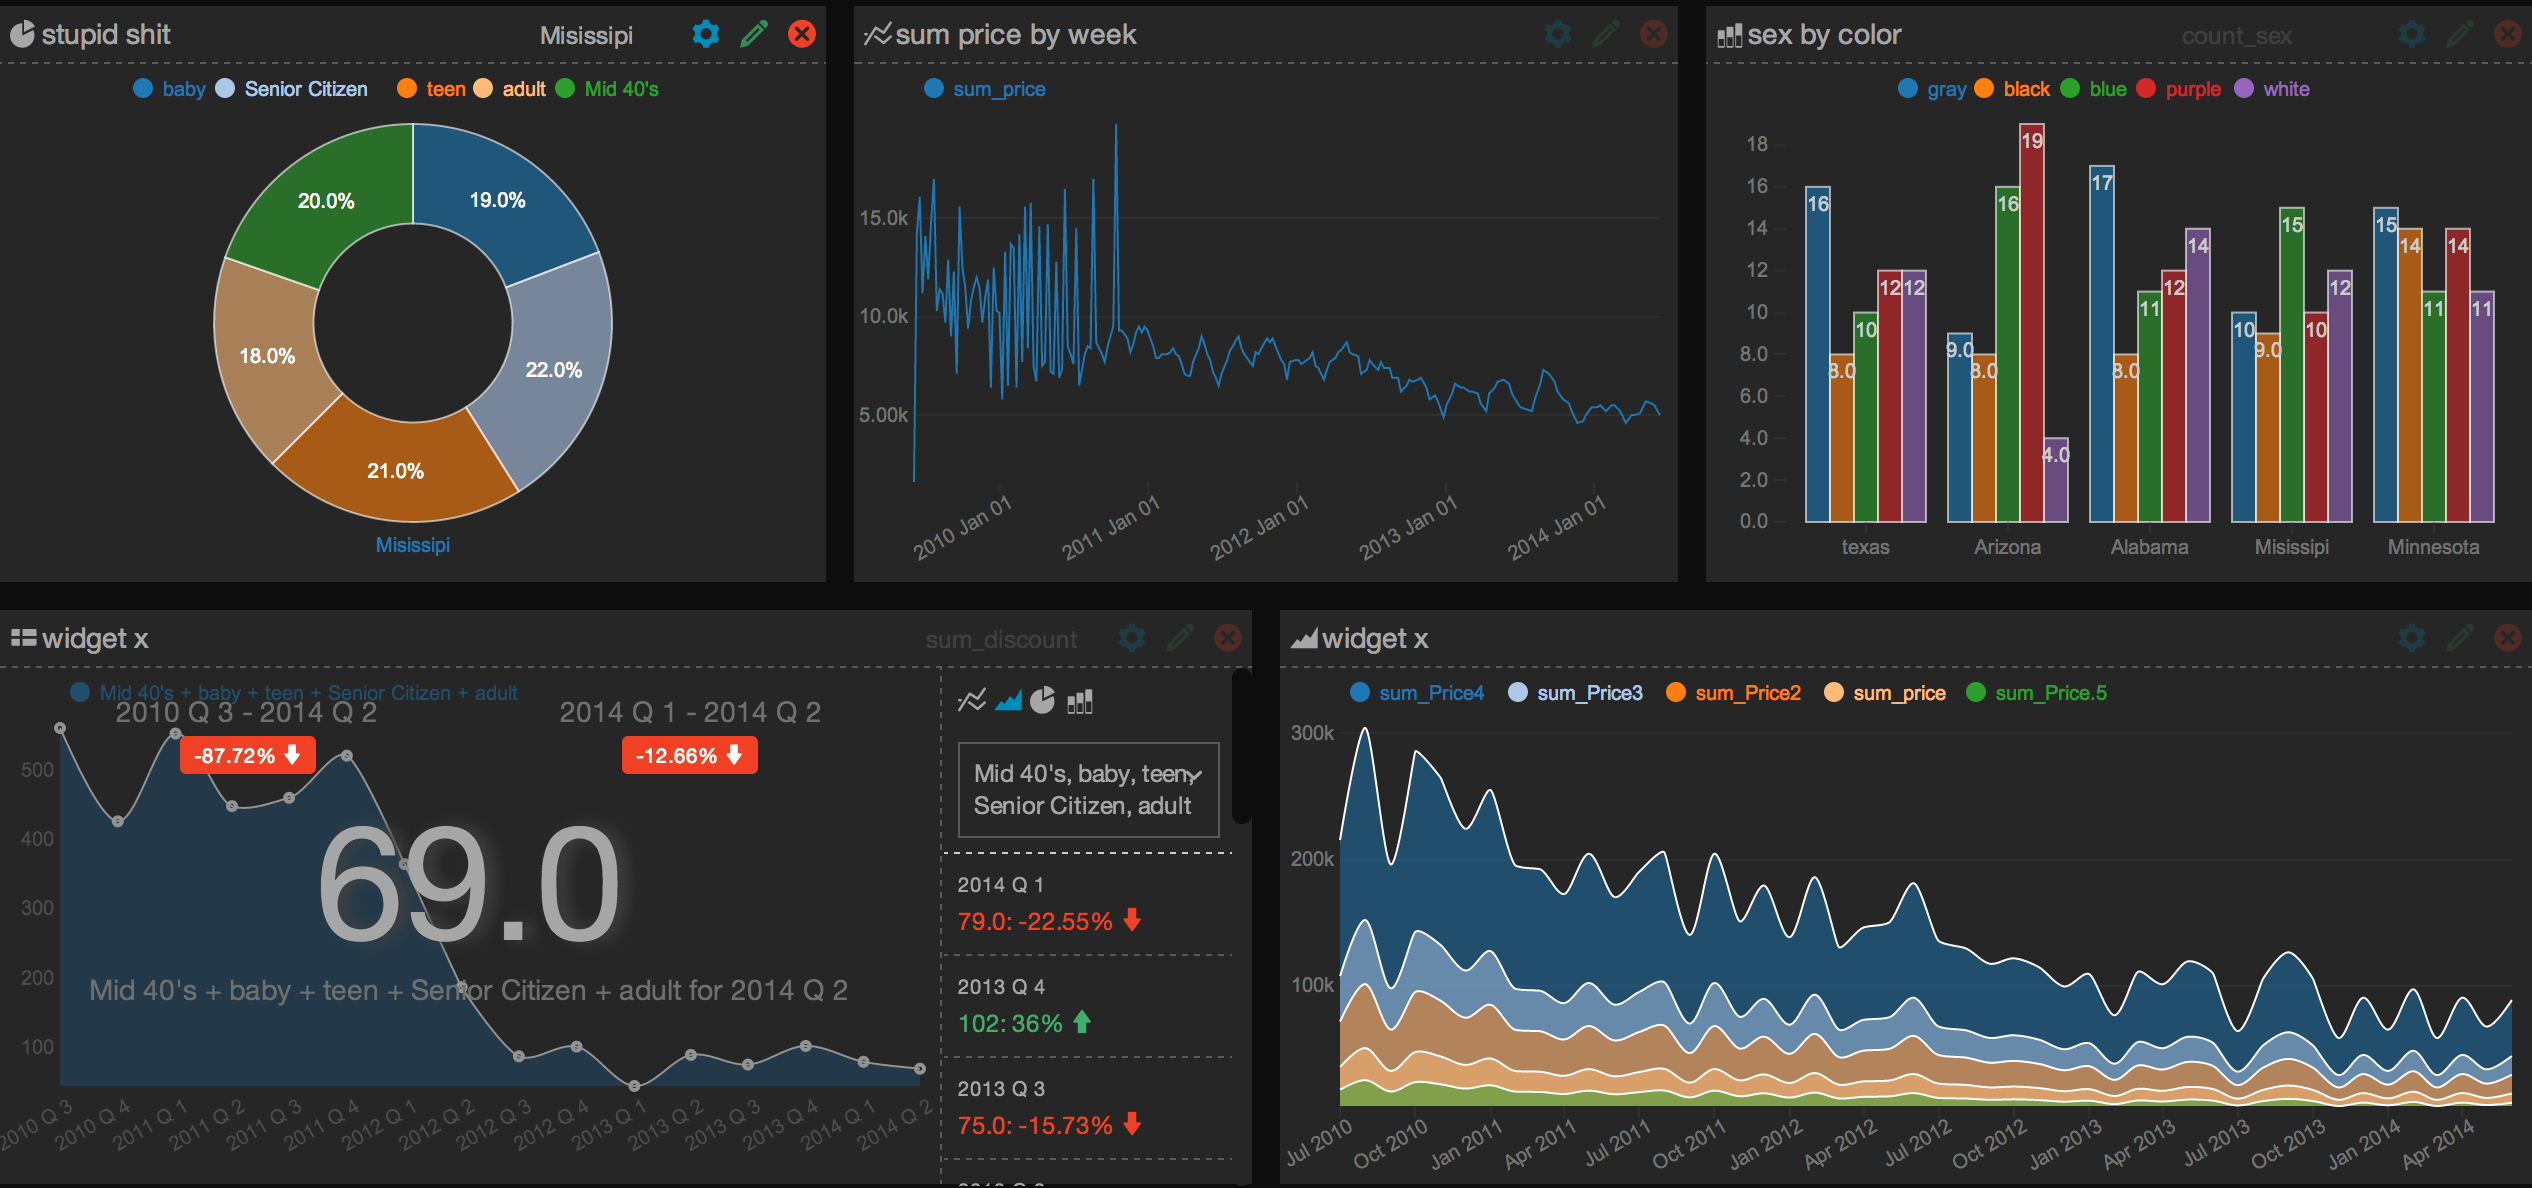 stupid shit Misissipi
baby Senior Citizen teen adult Mid 40's
20.0% 19.0%
18.0% 22.0%
21.0%
Misissipi
sum price by week
sum_price
15.0k
10.0k
5.00k
2010 Jan 01 2011 Jan 01 2012 Jan 01 2013 Jan 01 2014 Jan 01
sex by color count_sex
gray black blue purple white
18
16
14
12
10
8.0
6.0
4.0
2.0
0.0
16 8.0 10 12 12
9.0 8.0 16 19 4.0
17 8.0 11 12 14
10 9.0 15 10 12
15 14 11 14 11
texas Arizona Alabama Misissipi Minnesota
widget x sum_discount
Mid 40's + baby + teen + Senior Citizen + adult
2010 Q 3 - 2014 Q 2 2014 Q 1 - 2014 Q 2
-87.72% -12.66%
500
400
300
200
100
69.0
Mid 40's + baby + teen + Senior Citizen + adult for 2014 Q 2
2010 Q 3 2010 Q 4 2011 Q 1 2011 Q 2 2011 Q 3 2011 Q 4 2012 Q 1 2012 Q 2 2012 Q 3 2012 Q 4 2013 Q 1 2013 Q 2 2013 Q 3 2013 Q 4 2014 Q 1 2014 Q 2
Mid 40's, baby, teen,
Senior Citizen, adult
2014 Q 1
79.0: -22.55%
2013 Q 4
102: 36%
2013 Q 3
75.0: -15.73%
widget x
sum_Price4 sum_Price3 sum_Price2 sum_price sum_Price.5
300k
200k
100k
Jul 2010 Oct 2010 Jan 2011 Apr 2011 Jul 2011 Oct 2011 Jan 2012 Apr 2012 Jul 2012 Oct 2012 Jan 2013 Apr 2013 Jul 2013 Oct 2013 Jan 2014 Apr 2014